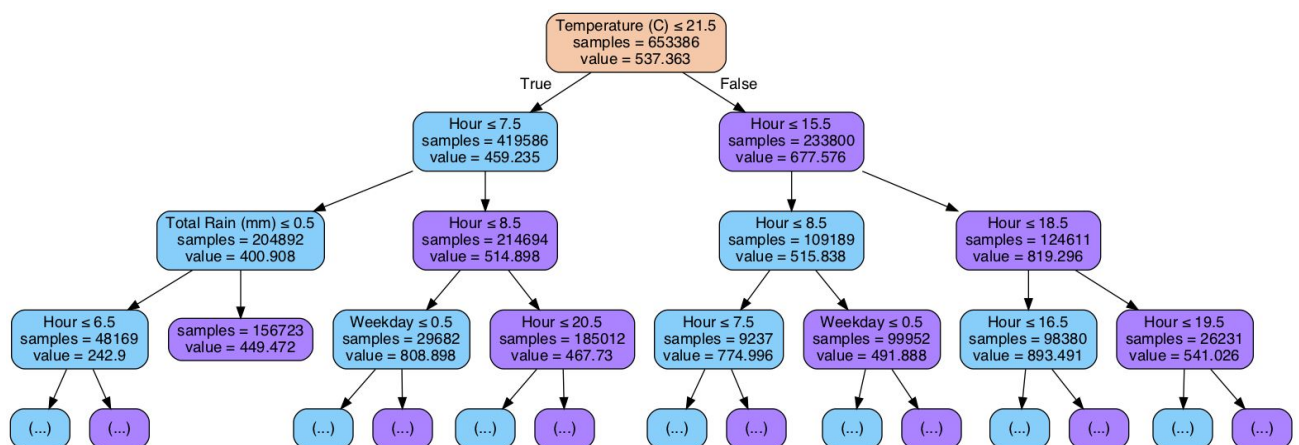 Temperature (C) ≤ 21.5
samples = 653386
value = 537.363
True
False
Hour ≤ 7.5
samples = 419586
value = 459.235
Hour ≤ 15.5
samples = 233800
value = 677.576
Total Rain (mm) ≤ 0.5
samples = 204892
value = 400.908
Hour ≤ 8.5
samples = 214694
value = 514.898
Hour ≤ 8.5
samples = 109189
value = 515.838
Hour ≤ 18.5
samples = 124611
value = 819.296
Hour ≤ 6.5
samples = 48169
value = 242.9
samples = 156723
value = 449.472
Weekday ≤ 0.5
samples = 29682
value = 808.898
Hour ≤ 20.5
samples = 185012
value = 467.73
Hour ≤ 7.5
samples = 9237
value = 774.996
Weekday ≤ 0.5
samples = 99952
value = 491.888
Hour ≤ 16.5
samples = 98380
value = 893.491
Hour ≤ 19.5
samples = 26231
value = 541.026
(...)
(...)
(...)
(...)
(...)
(...)
(...)
(...)
(...)
(...)
(...)
(...)
(...)
(...)